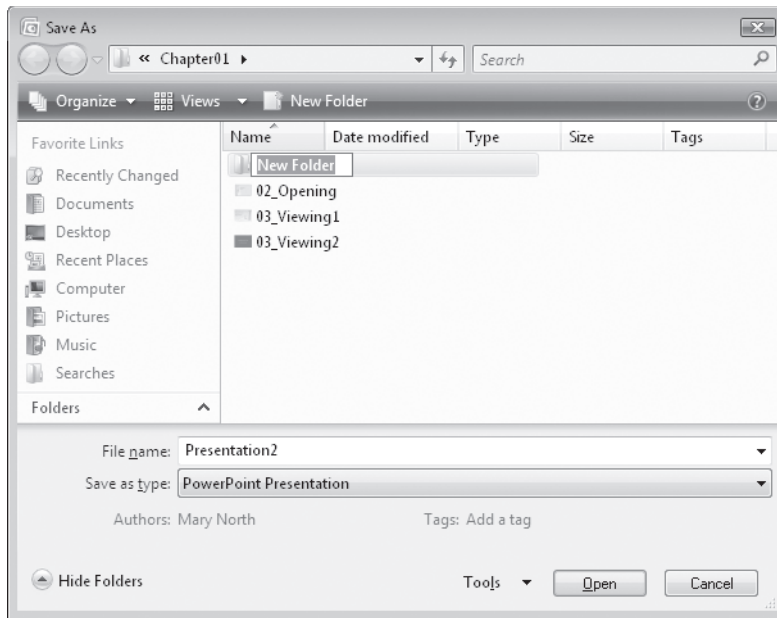 Save As
« Chapter01
Search
Organize Views New Folder
?
Favorite Links
Recently Changed
Documents
Desktop
Recent Places
Computer
Pictures
Music
Searches
Folders
Name Date modified Type Size Tags
New Folder
02_Opening
03_Viewing1
03_Viewing2
File name: Presentation2
Save as type: PowerPoint Presentation
Authors: Mary North Tags: Add a tag
Hide Folders Tools Open Cancel